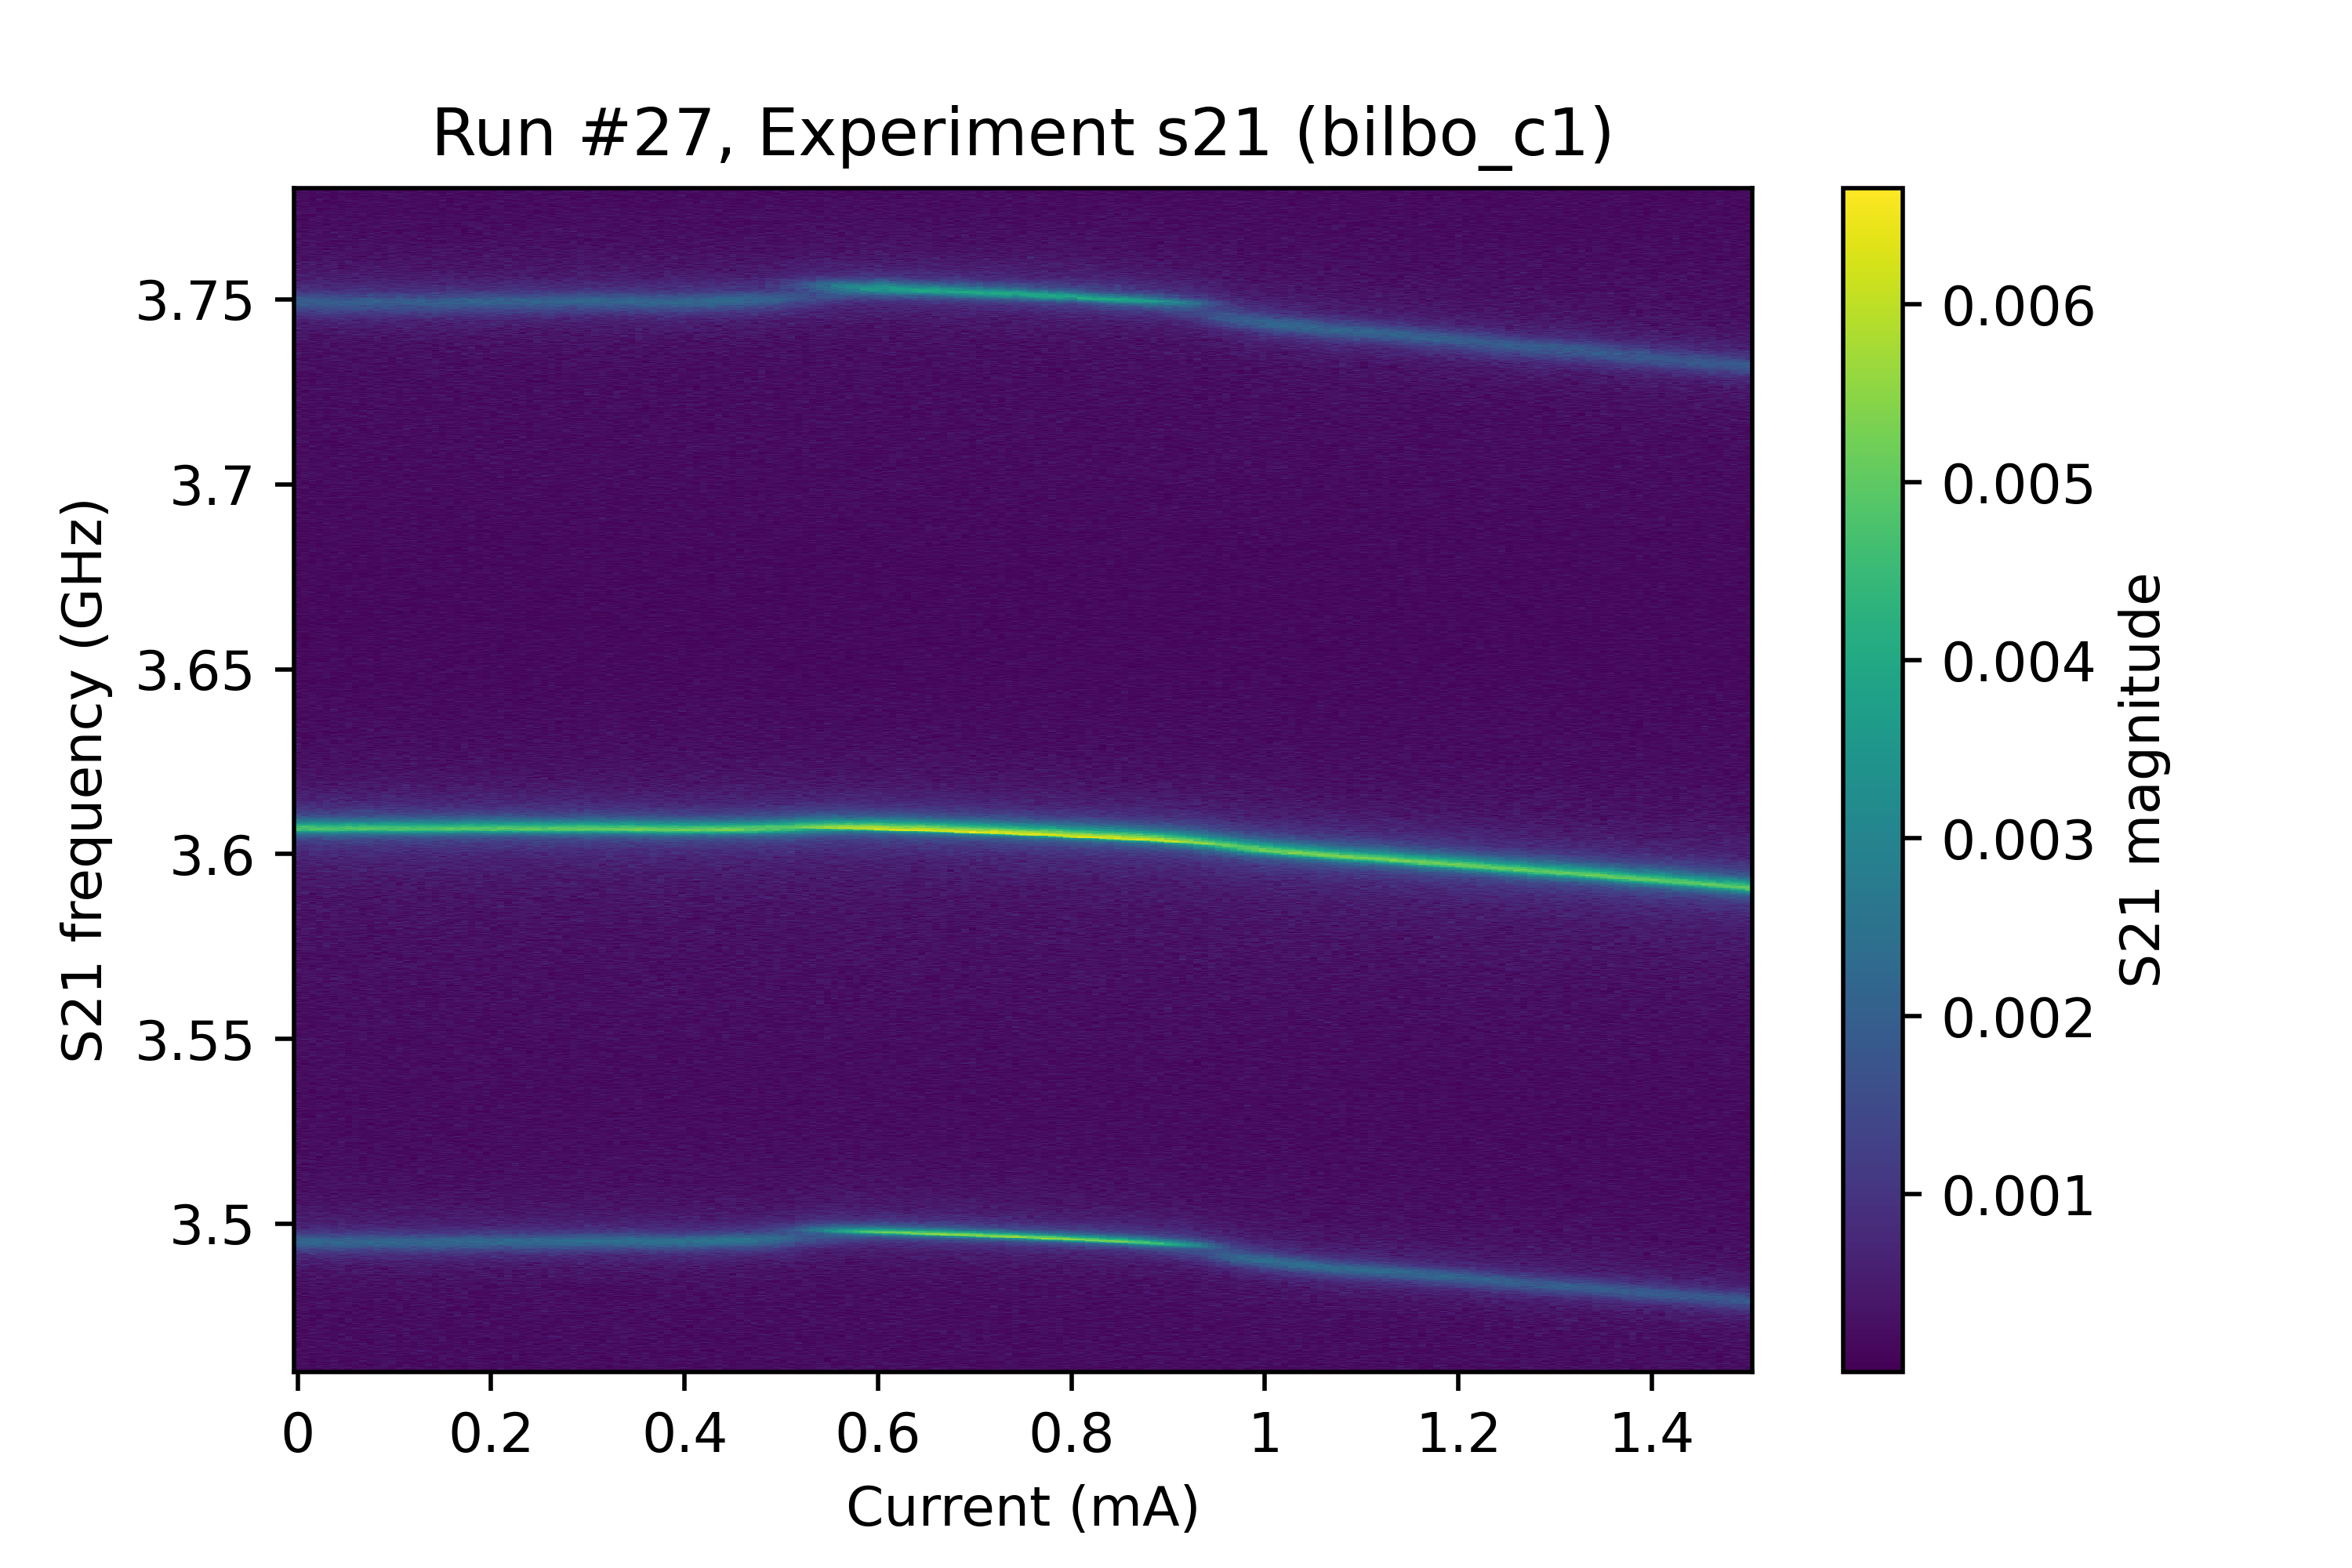 Run #27, Experiment s21 (bilbo_c1)
S21 frequency (GHz)
3.75
3.7
3.65
3.6
3.55
3.5
0 0.2 0.4 0.6 0.8 1 1.2 1.4
Current (mA)
0.006
0.005
0.004
0.003
0.002
0.001
S21 magnitude